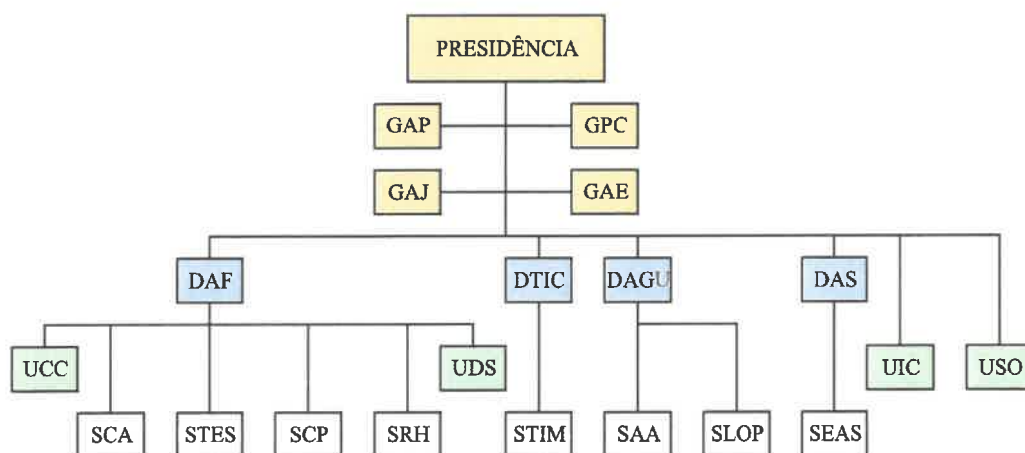 PRESIDÊNCIA
GAP GPC
GAJ GAE
DAF DTIC DAGU DAS
UCC UDS UIC USO
SCA STES SCP SRH STIM SAA SLOP SEAS